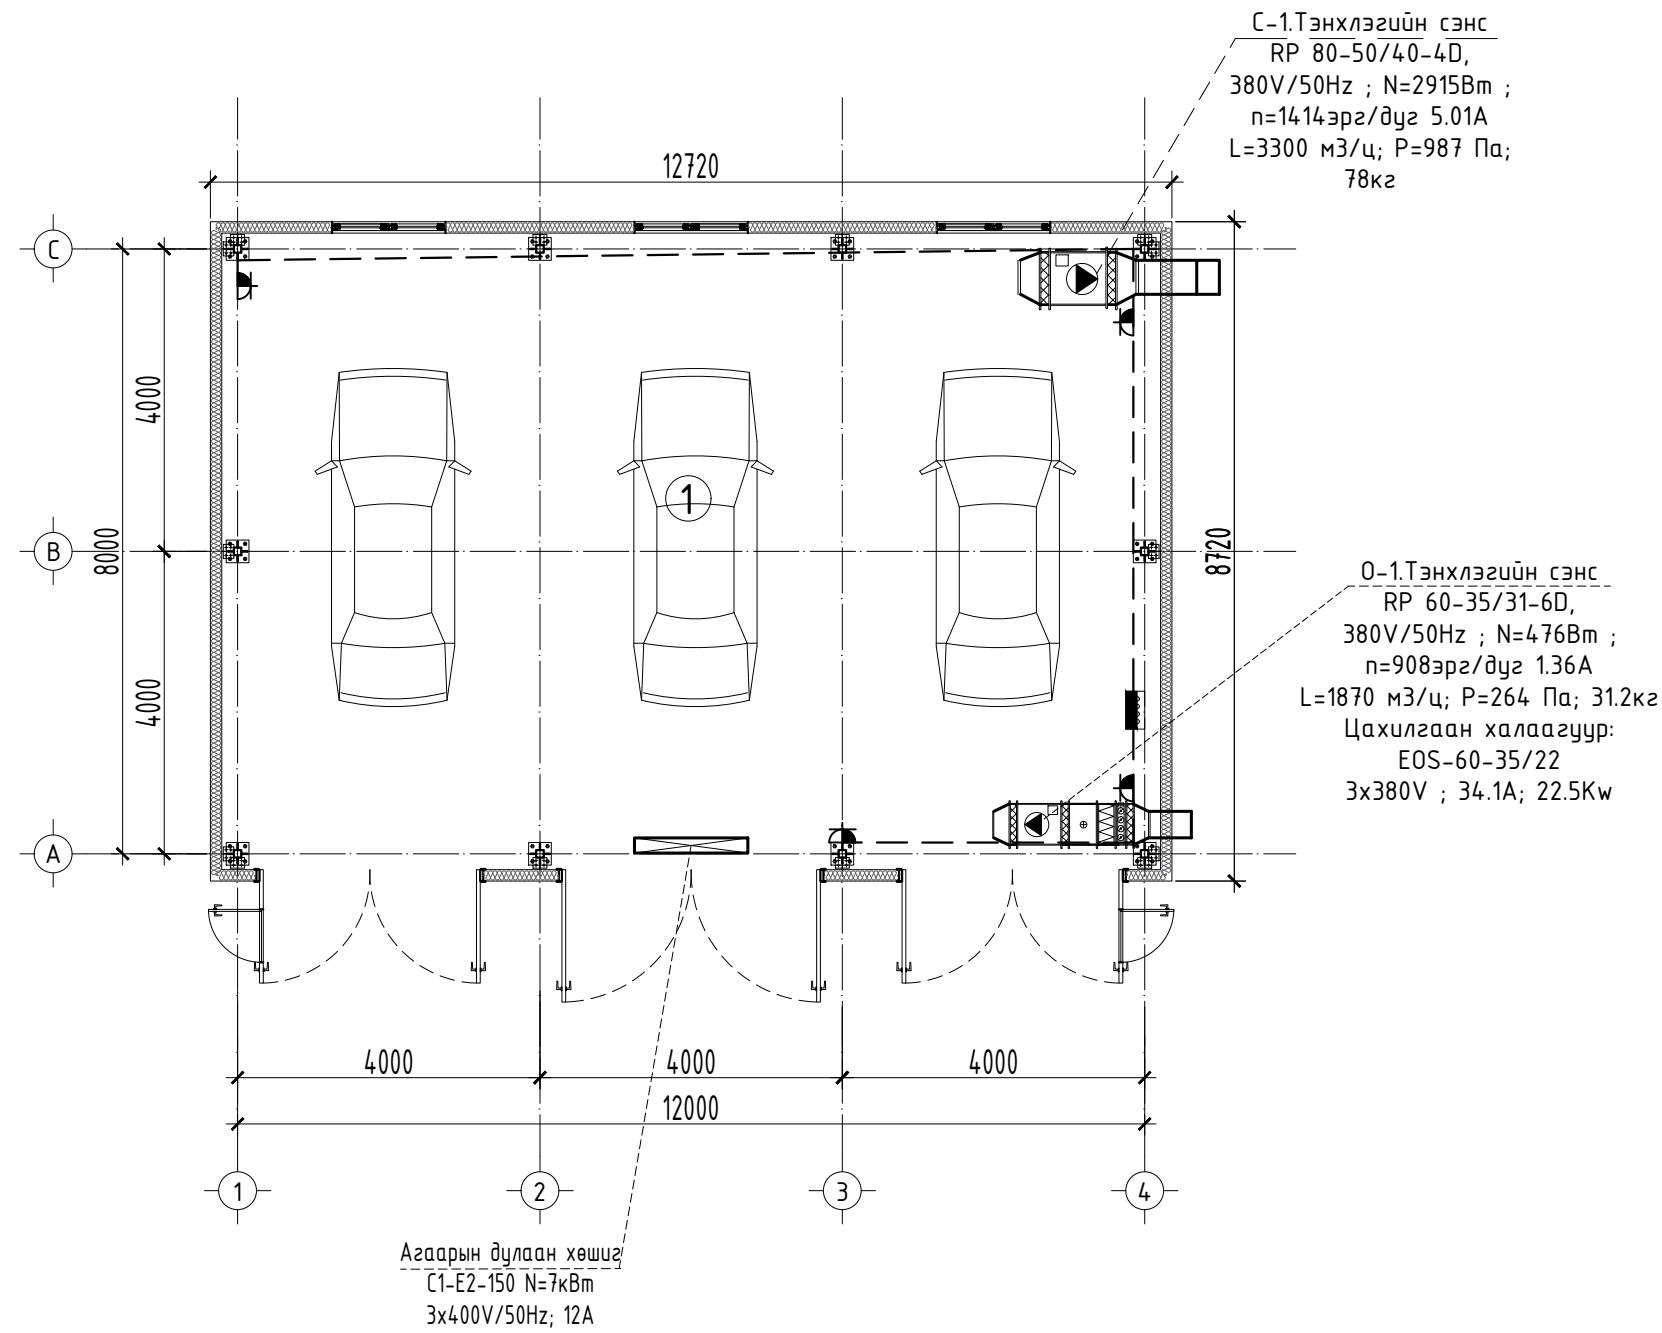 С-1.Тэнхлэгийн сэнс
RP 80-50/40-4D,
380V/50Hz ; N=2915Вт ;
n=1414эрг/дуг 5.01А
L=3300 м3/ц; P=987 Па;
78кг
12720
C
4000
B
8000
8720
1
О-1.Тэнхлэгийн сэнс
RP 60-35/31-6D,
380V/50Hz ; N=476Вт ;
n=908эрг/дуг 1.36А
L=1870 м3/ц; P=264 Па; 31.2кг
Цахилгаан халаагуур:
EOS-60-35/22
3x380V ; 34.1A; 22.5Kw
4000
A
4000
4000
4000
12000
1
2
3
4
Агаарын дулаан хөшиг
C1-E2-150 N=7кВт
3x400V/50Hz; 12A